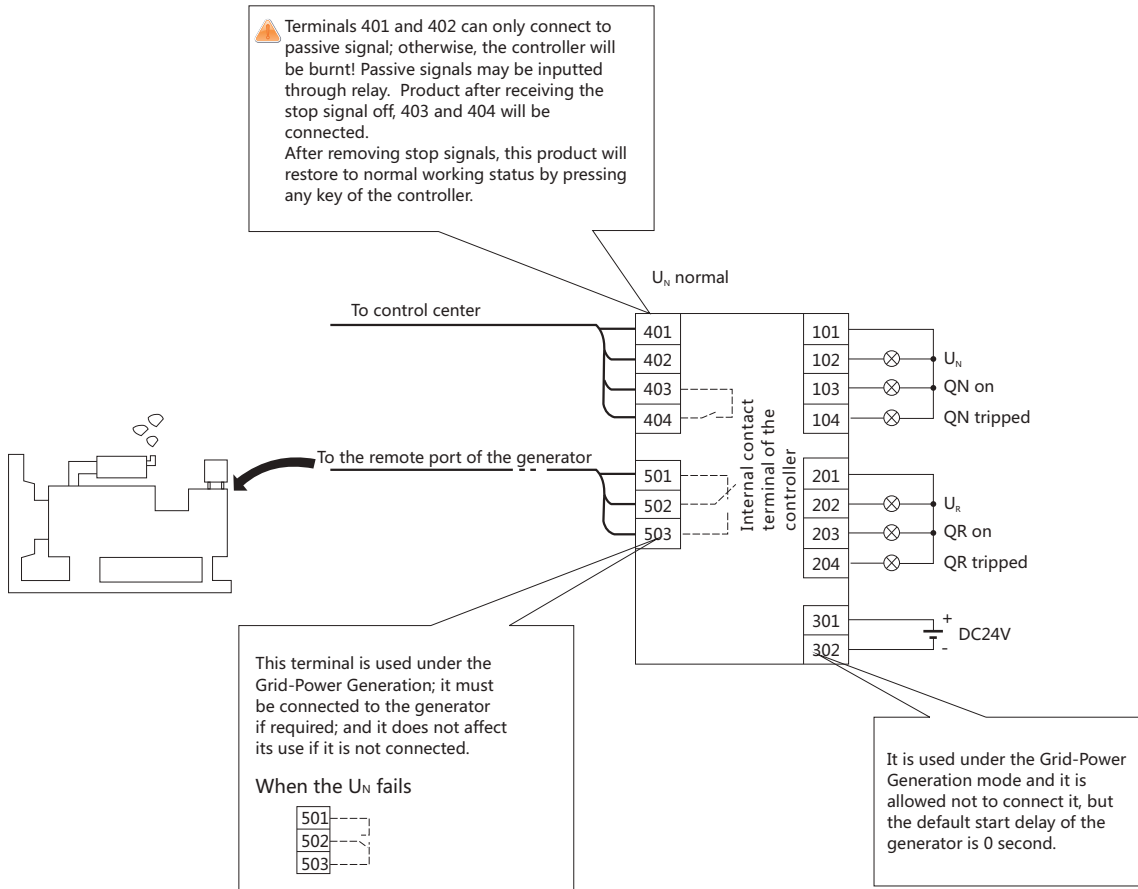 Terminals 401 and 402 can only connect to
passive signal; otherwise, the controller will
be burnt! Passive signals may be inputted
through relay. Product after receiving the
stop signal off, 403 and 404 will be
connected.
After removing stop signals, this product will
restore to normal working status by pressing
any key of the controller.
UN normal
To control center
401
402
403
404
To the remote port of the generator
501
502
503
Internal contact
terminal of the
controller
101
102
103
104
UN
QN on
QN tripped
201
202
203
204
UR
QR on
QR tripped
301
302
+
DC24V
-
This terminal is used under the
Grid-Power Generation; it must
be connected to the generator
if required; and it does not affect
its use if it is not connected.
When the UN fails
501
502
503
It is used under the Grid-Power
Generation mode and it is
allowed not to connect it, but
the default start delay of the
generator is 0 second.